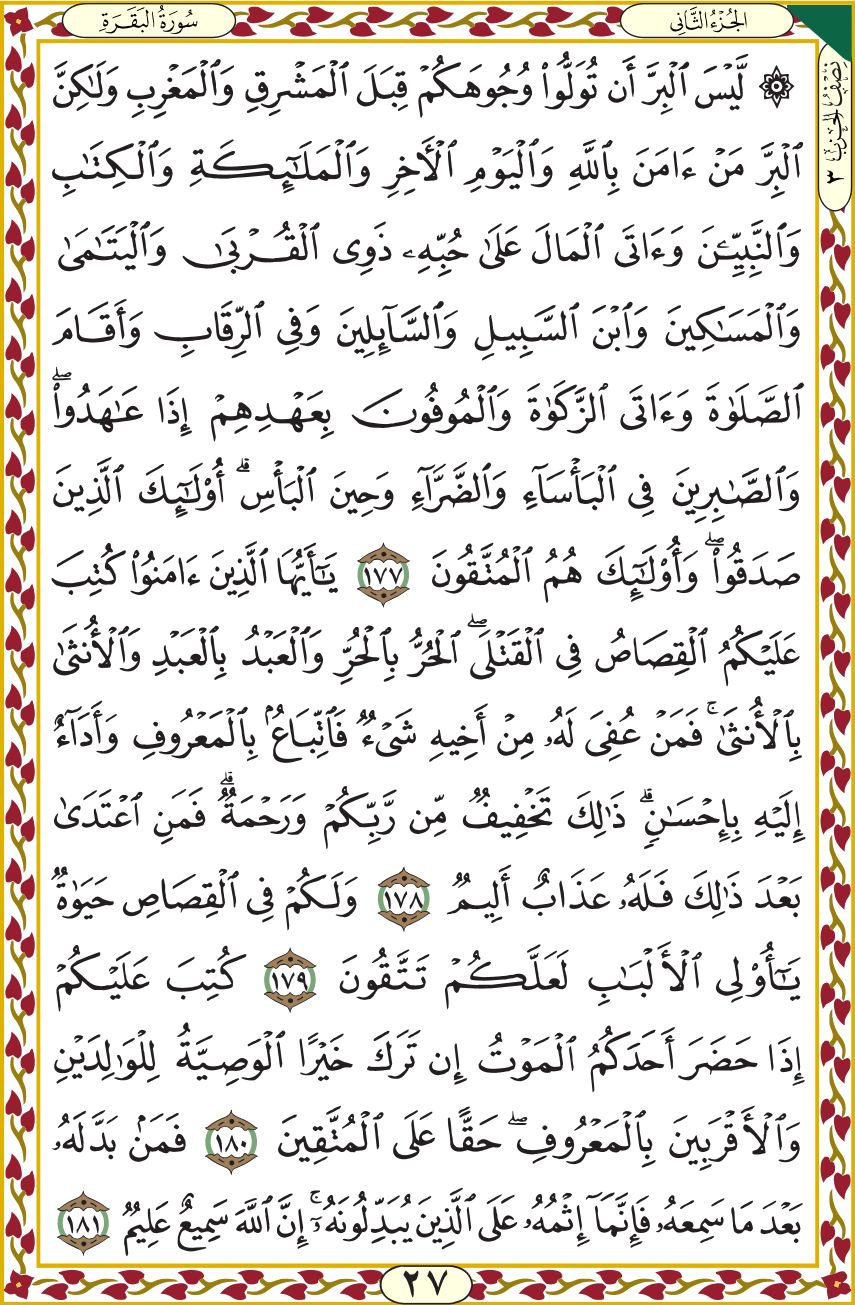 سُورَةُ البَقَرَةِ
الجُزْءُ الثَّانِي
نِصْفُ الحِزْبِ ٣
۞ لَّيۡسَ ٱلۡبِرَّ أَن تُوَلُّواْ وُجُوهَكُمۡ قِبَلَ ٱلۡمَشۡرِقِ وَٱلۡمَغۡرِبِ وَلَٰكِنَّ
ٱلۡبِرَّ مَنۡ ءَامَنَ بِٱللَّهِ وَٱلۡيَوۡمِ ٱلۡأٓخِرِ وَٱلۡمَلَٰٓئِكَةِ وَٱلۡكِتَٰبِ
وَٱلنَّبِيِّـۧنَ وَءَاتَى ٱلۡمَالَ عَلَىٰ حُبِّهِۦ ذَوِي ٱلۡقُرۡبَىٰ وَٱلۡيَتَٰمَىٰ
وَٱلۡمَسَٰكِينَ وَٱبۡنَ ٱلسَّبِيلِ وَٱلسَّآئِلِينَ وَفِي ٱلرِّقَابِ وَأَقَامَ
ٱلصَّلَوٰةَ وَءَاتَى ٱلزَّكَوٰةَ وَٱلۡمُوفُونَ بِعَهۡدِهِمۡ إِذَا عَٰهَدُواْۖ
وَٱلصَّٰبِرِينَ فِي ٱلۡبَأۡسَآءِ وَٱلضَّرَّآءِ وَحِينَ ٱلۡبَأۡسِۗ أُوْلَٰٓئِكَ ٱلَّذِينَ
صَدَقُواْۖ وَأُوْلَٰٓئِكَ هُمُ ٱلۡمُتَّقُونَ ١٧٧ يَٰٓأَيُّهَا ٱلَّذِينَ ءَامَنُواْ كُتِبَ
عَلَيۡكُمُ ٱلۡقِصَاصُ فِي ٱلۡقَتۡلَىۖ ٱلۡحُرُّ بِٱلۡحُرِّ وَٱلۡعَبۡدُ بِٱلۡعَبۡدِ وَٱلۡأُنثَىٰ
بِٱلۡأُنثَىٰۚ فَمَنۡ عُفِيَ لَهُۥ مِنۡ أَخِيهِ شَيۡءٞ فَٱتِّبَاعُۢ بِٱلۡمَعۡرُوفِ وَأَدَآءٌ
إِلَيۡهِ بِإِحۡسَٰنٖۗ ذَٰلِكَ تَخۡفِيفٞ مِّن رَّبِّكُمۡ وَرَحۡمَةٞۗ فَمَنِ ٱعۡتَدَىٰ
بَعۡدَ ذَٰلِكَ فَلَهُۥ عَذَابٌ أَلِيمٞ ١٧٨ وَلَكُمۡ فِي ٱلۡقِصَاصِ حَيَوٰةٞ
يَٰٓأُوْلِي ٱلۡأَلۡبَٰبِ لَعَلَّكُمۡ تَتَّقُونَ ١٧٩ كُتِبَ عَلَيۡكُمۡ
إِذَا حَضَرَ أَحَدَكُمُ ٱلۡمَوۡتُ إِن تَرَكَ خَيۡرًا ٱلۡوَصِيَّةُ لِلۡوَٰلِدَيۡنِ
وَٱلۡأَقۡرَبِينَ بِٱلۡمَعۡرُوفِۖ حَقًّا عَلَى ٱلۡمُتَّقِينَ ١٨٠ فَمَنۢ بَدَّلَهُۥ
بَعۡدَ مَا سَمِعَهُۥ فَإِنَّمَآ إِثۡمُهُۥ عَلَى ٱلَّذِينَ يُبَدِّلُونَهُۥٓۚ إِنَّ ٱللَّهَ سَمِيعٌ عَلِيمٞ ١٨١
٢٧